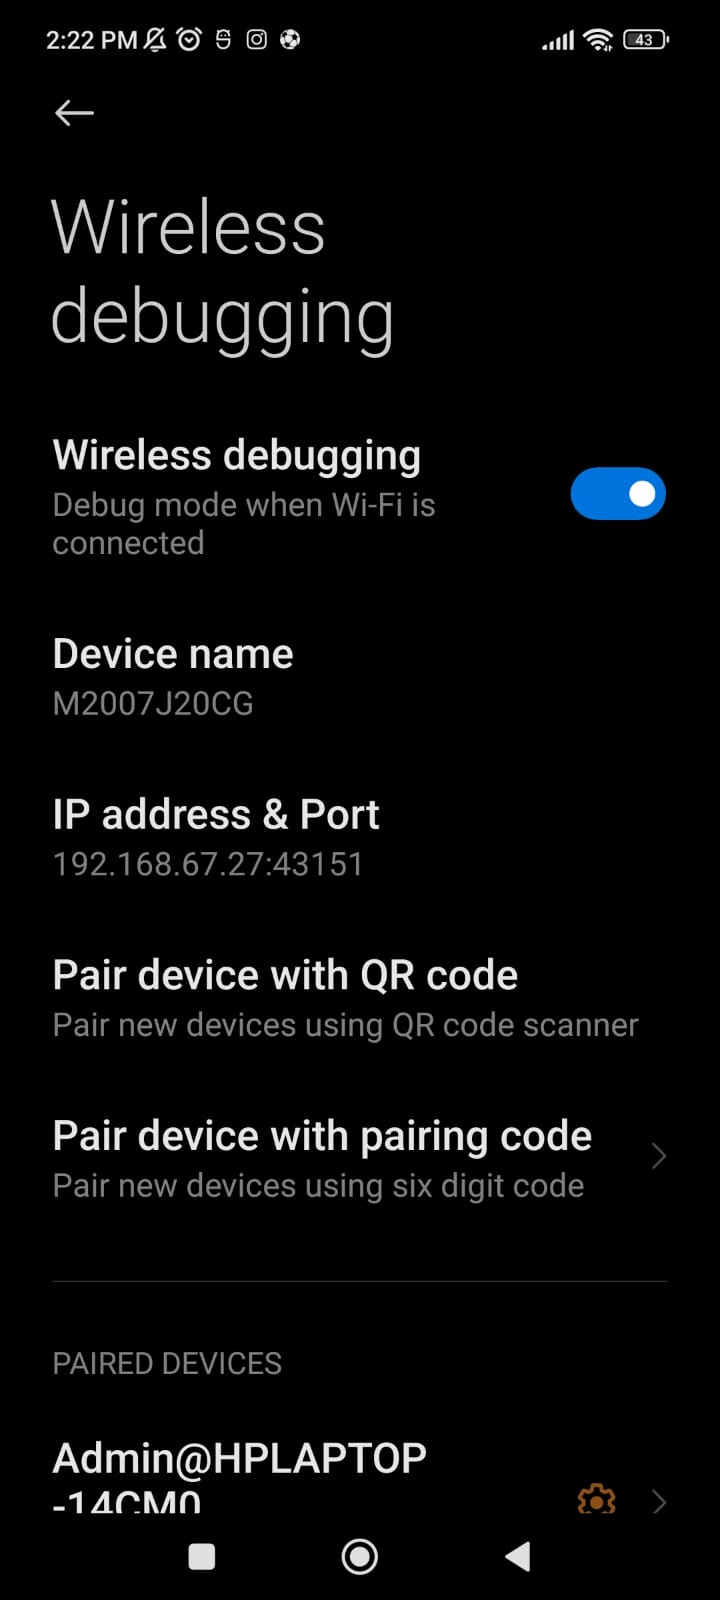 2:22 PM
43
Wireless
debugging
Wireless debugging
Debug mode when Wi-Fi is
connected
Device name
M2007J20CG
IP address & Port
192.168.67.27:43151
Pair device with QR code
Pair new devices using QR code scanner
Pair device with pairing code
Pair new devices using six digit code
PAIRED DEVICES
Admin@HPLAPTOP
-14CM0